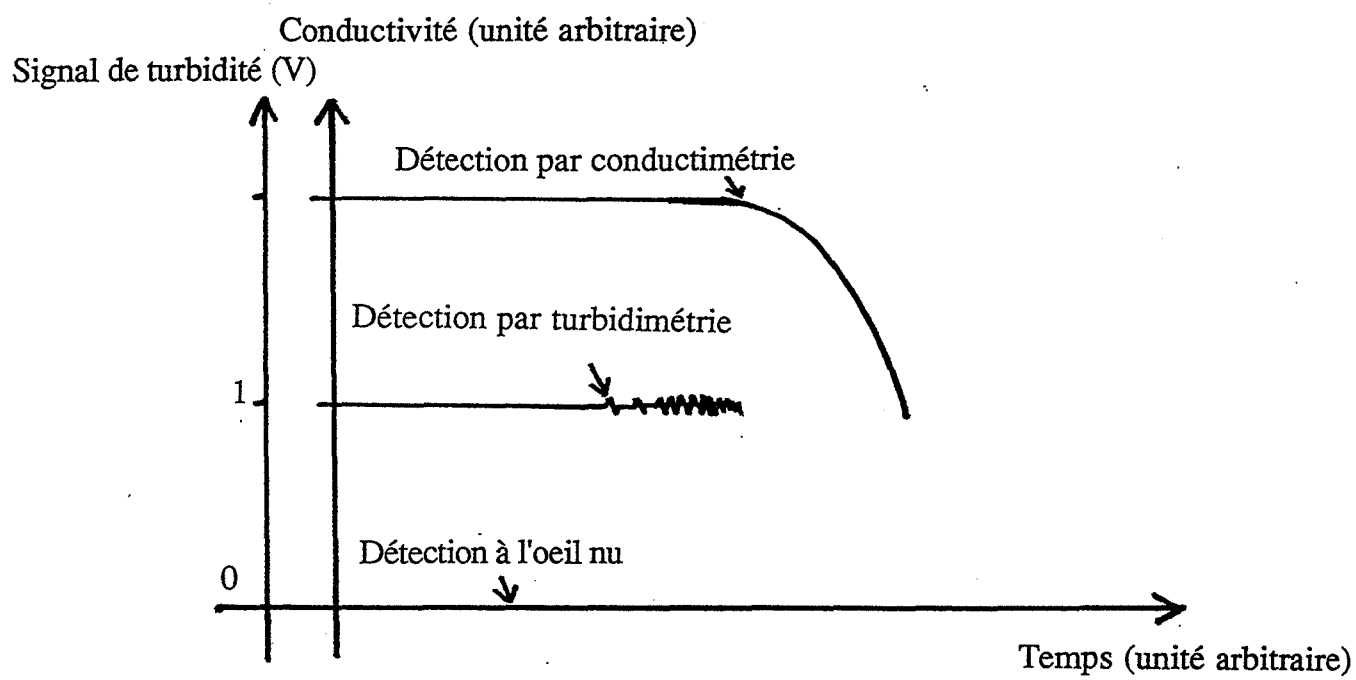 Conductivité (unité arbitraire)
Signal de turbidité (V)
Détection par conductimétrie
Détection par turbidimétrie
1
Détection à l'oeil nu
0
Temps (unité arbitraire)